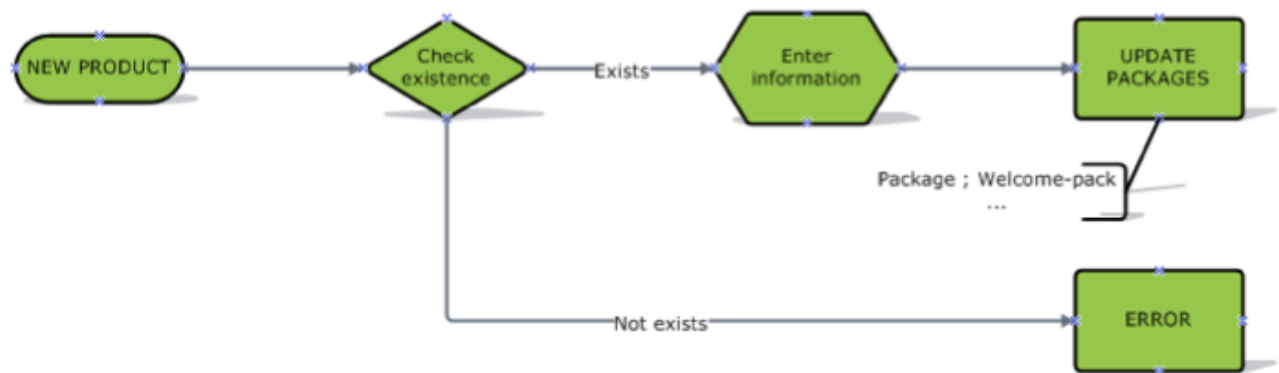 NEW PRODUCT
Check
existence
Exists
Enter
information
UPDATE
PACKAGES
Package ; Welcome-pack
...
Not exists
ERROR